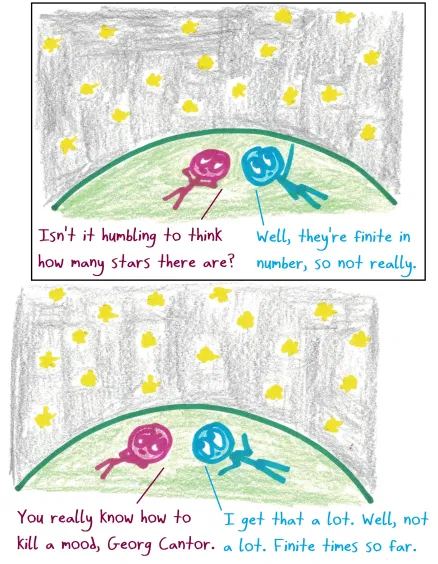 Isn't it humbling to think
how many stars there are?
Well, they're finite in
number, so not really.
You really know how to
kill a mood, Georg Cantor.
I get that a lot. Well, not
a lot. Finite times so far.